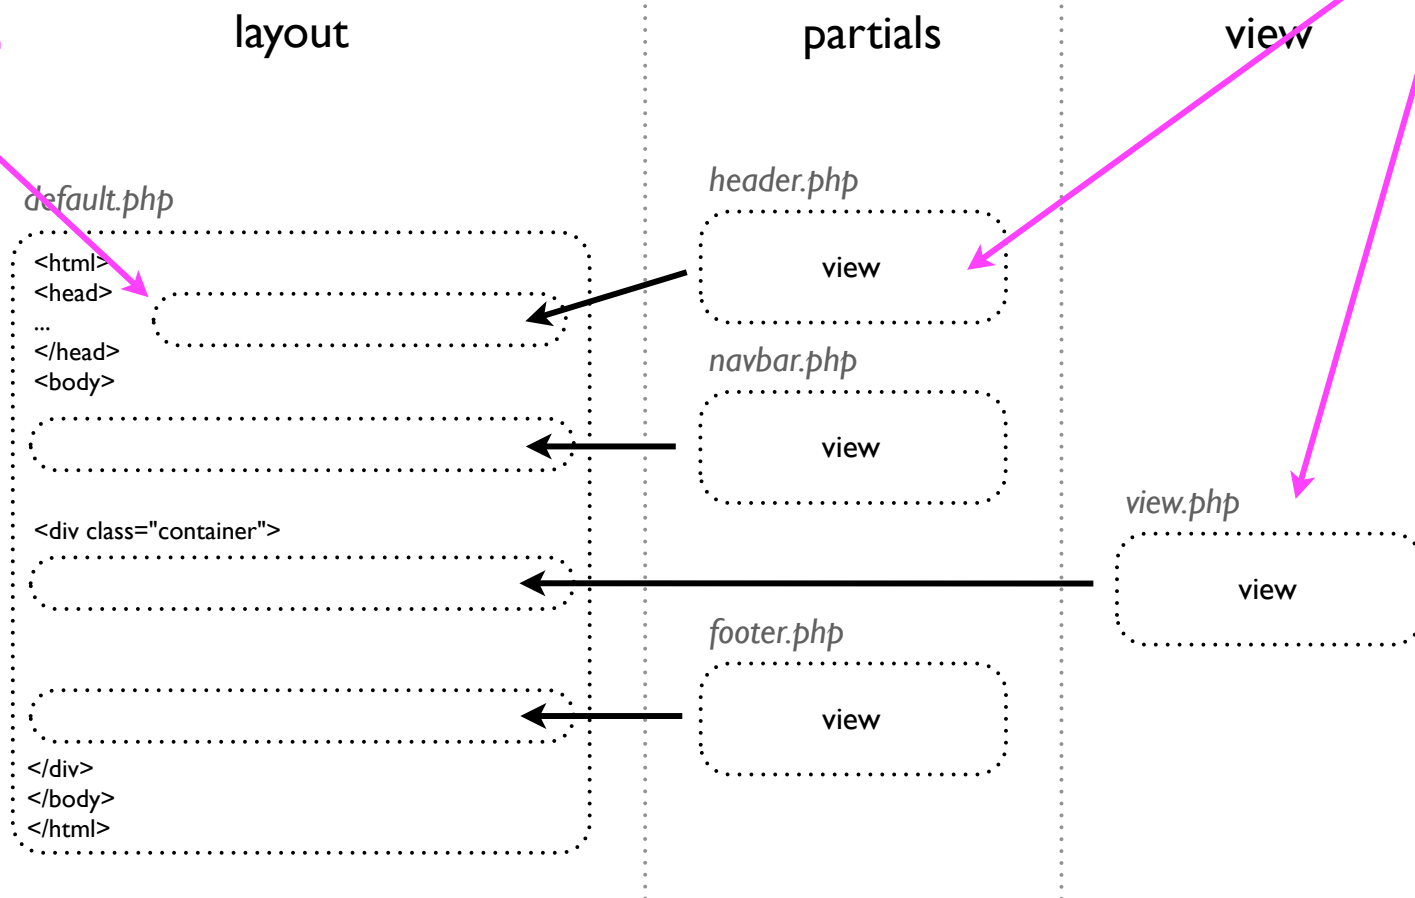 layout
partials
view
default.php
<html>
<head>
...
</head>
<body>
<div class="container">
</div>
</body>
</html>
header.php
view
navbar.php
view
footer.php
view
view.php
view